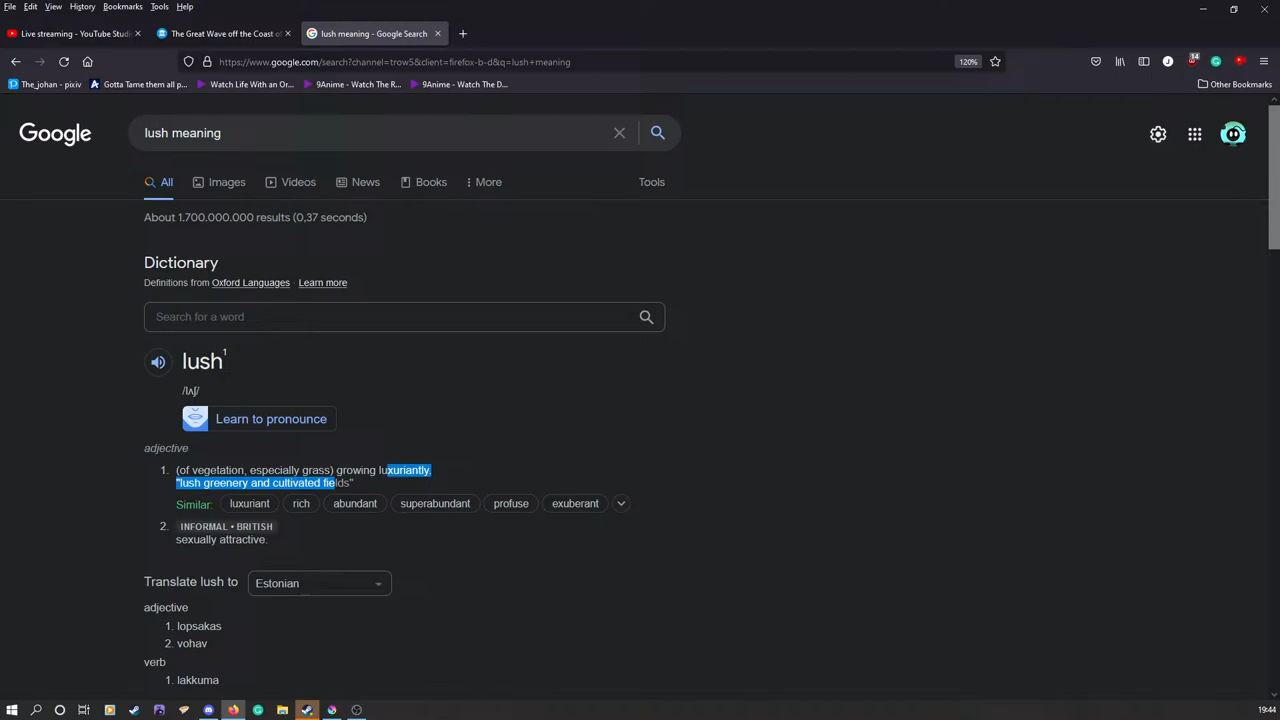 File Edit View History Bookmarks Tools Help
Live streaming - YouTube Studi
The Great Wave off the Coast of
lush meaning - Google Search
https://www.google.com/search?channel=trow5&client=firefox-b-d&q=lush+meaning
120%
14
The_johan - pixiv
Gotta Tame them all p...
Watch Life With an Or...
9Anime - Watch The R...
9Anime - Watch The D...
Other Bookmarks
Google
lush meaning
All Images Videos News Books More Tools
About 1.700.000.000 results (0,37 seconds)
Dictionary
Definitions from Oxford Languages · Learn more
Search for a word
lush¹
/lʌʃ/
Learn to pronounce
adjective
1. (of vegetation, especially grass) growing luxuriantly.
"lush greenery and cultivated fields"
Similar: luxuriant rich abundant superabundant profuse exuberant
2. INFORMAL • BRITISH
sexually attractive.
Translate lush to Estonian
adjective
1. lopsakas
2. vohav
verb
1. lakkuma
19:44